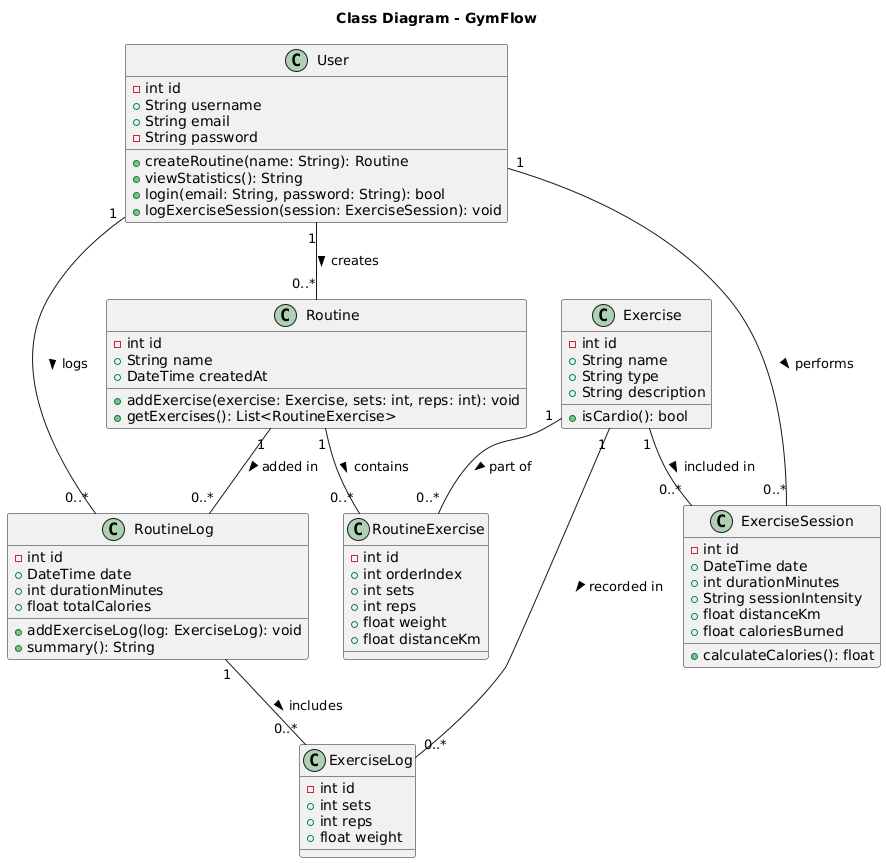 Class Diagram - GymFlow
C User
int id
String username
String email
String password
createRoutine(name: String): Routine
viewStatistics(): String
login(email: String, password: String): bool
logExerciseSession(session: ExerciseSession): void
1
1
1
creates
0..*
logs
performs
C Routine
int id
String name
DateTime createdAt
addExercise(exercise: Exercise, sets: int, reps: int): void
getExercises(): List<RoutineExercise>
C Exercise
int id
String name
String type
String description
isCardio(): bool
1
1
1
1
1
added in
contains
part of
included in
0..*
0..*
0..*
0..*
0..*
0..*
C RoutineLog
int id
DateTime date
int durationMinutes
float totalCalories
addExerciseLog(log: ExerciseLog): void
summary(): String
C RoutineExercise
int id
int orderIndex
int sets
int reps
float weight
float distanceKm
recorded in
C ExerciseSession
int id
DateTime date
int durationMinutes
String sessionIntensity
float distanceKm
float caloriesBurned
calculateCalories(): float
1
includes
0..*
0..*
C ExerciseLog
int id
int sets
int reps
float weight